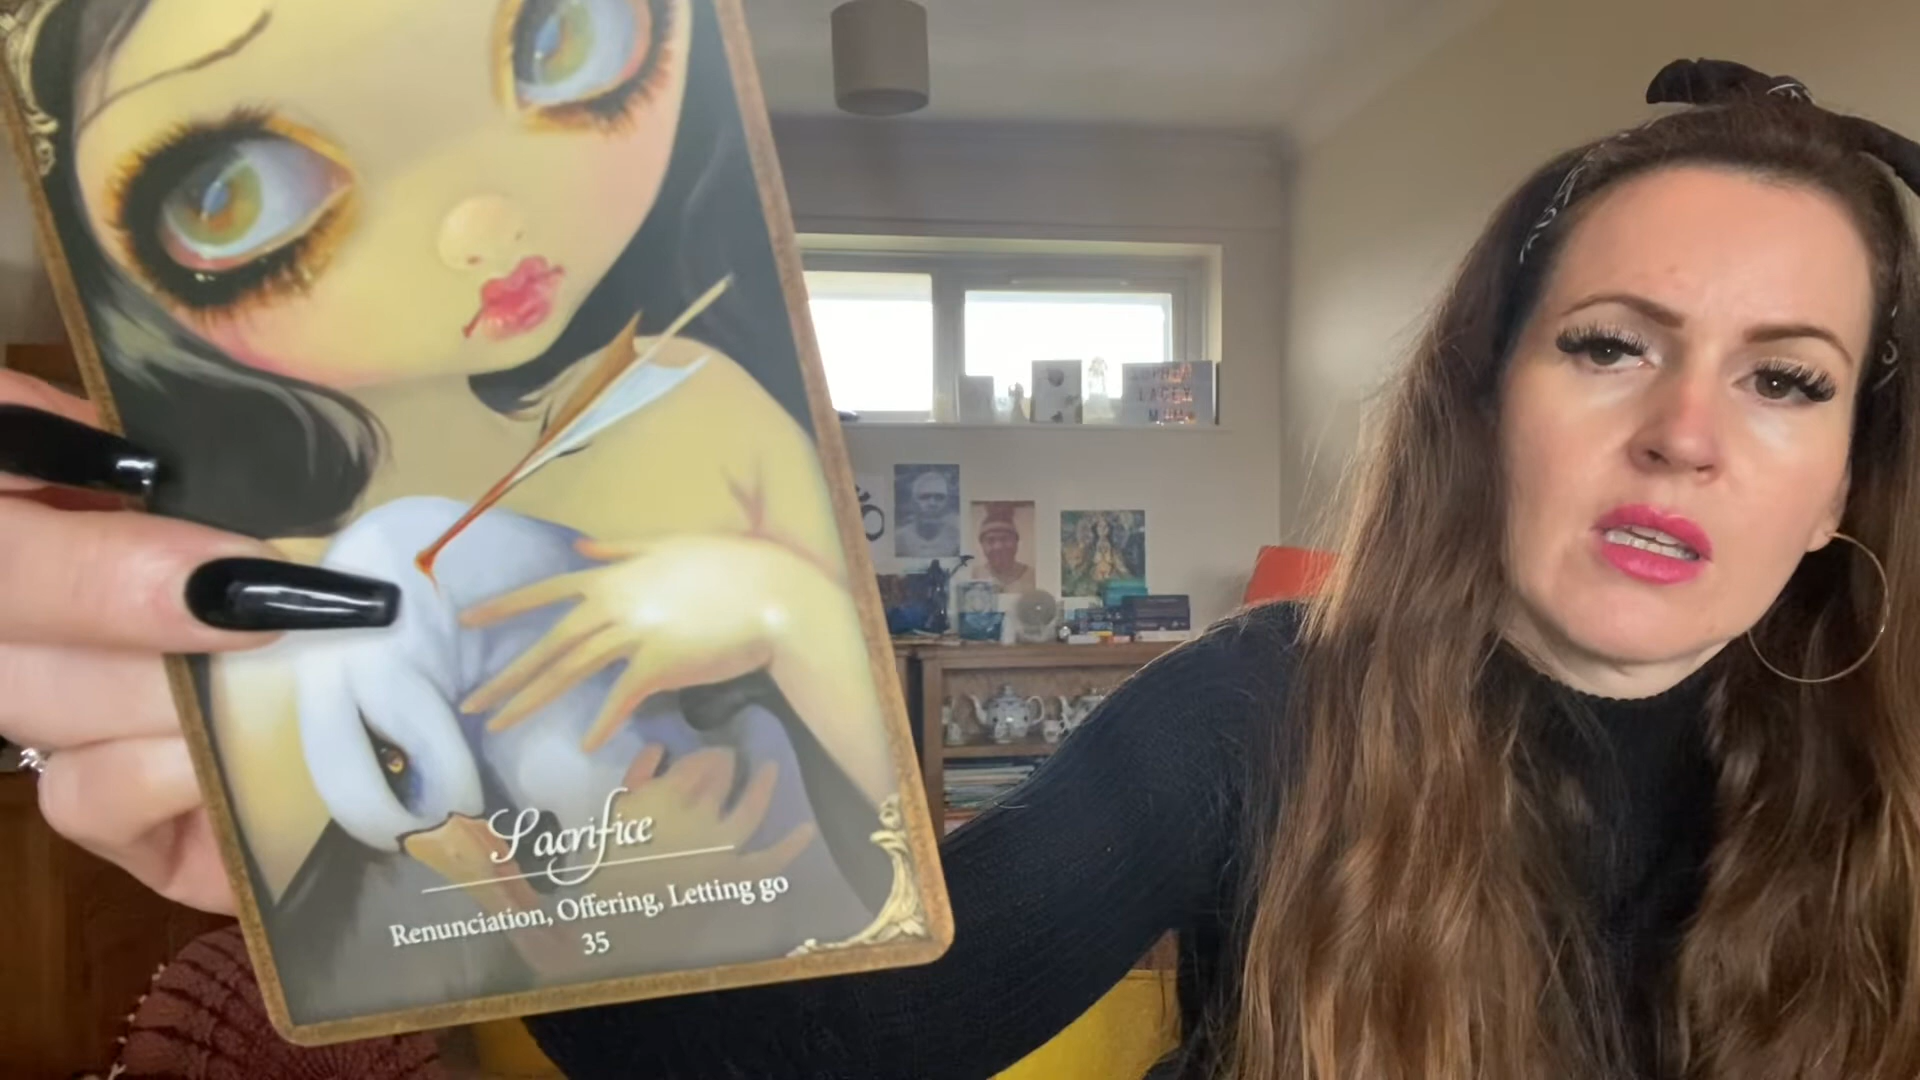 Sacrifice
Renunciation, Offering, Letting go
35
ॐ